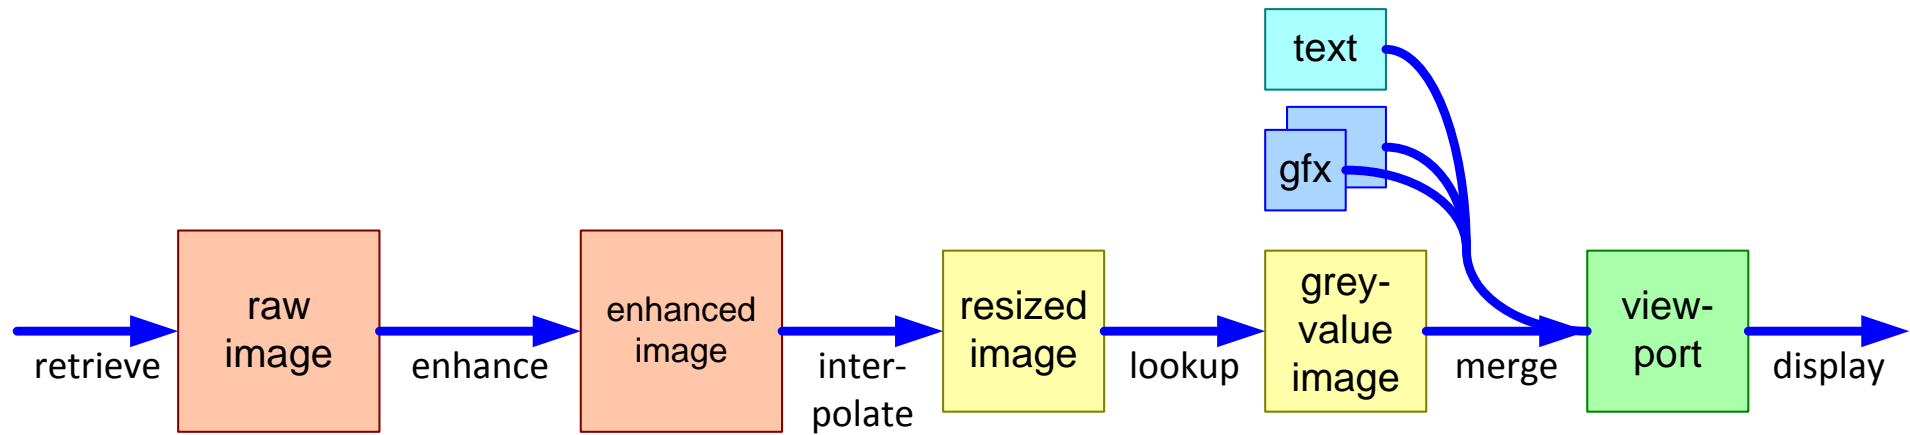 text
gfx
retrieve
raw
image
enhance
enhanced
image
inter-
polate
resized
image
lookup
grey-
value
image
merge
view-
port
display